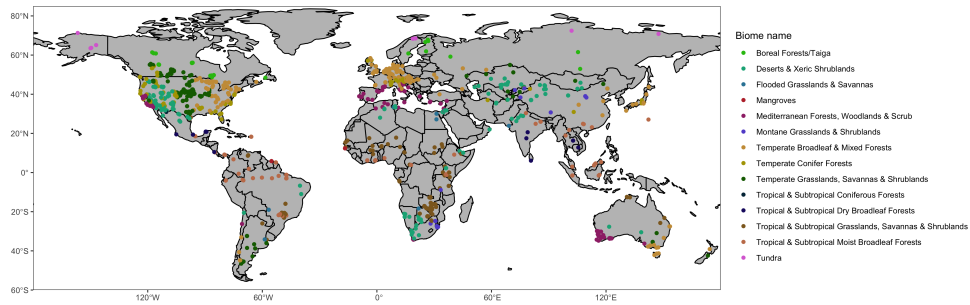 80°N
60°N
40°N
20°N
0°
20°S
40°S
60°S
120°W
60°W
0°
60°E
120°E
Biome name
Boreal Forests/Taiga
Deserts & Xeric Shrublands
Flooded Grasslands & Savannas
Mangroves
Mediterranean Forests, Woodlands & Scrub
Montane Grasslands & Shrublands
Temperate Broadleaf & Mixed Forests
Temperate Conifer Forests
Temperate Grasslands, Savannas & Shrublands
Tropical & Subtropical Coniferous Forests
Tropical & Subtropical Dry Broadleaf Forests
Tropical & Subtropical Grasslands, Savannas & Shrublands
Tropical & Subtropical Moist Broadleaf Forests
Tundra